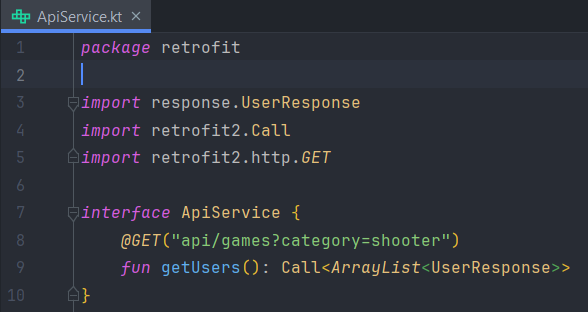 ApiService.kt
1 package retrofit
2
3 import response.UserResponse
4 import retrofit2.Call
5 import retrofit2.http.GET
6
7 interface ApiService {
8 @GET("api/games?category=shooter")
9 fun getUsers(): Call<ArrayList<UserResponse>>
10 }